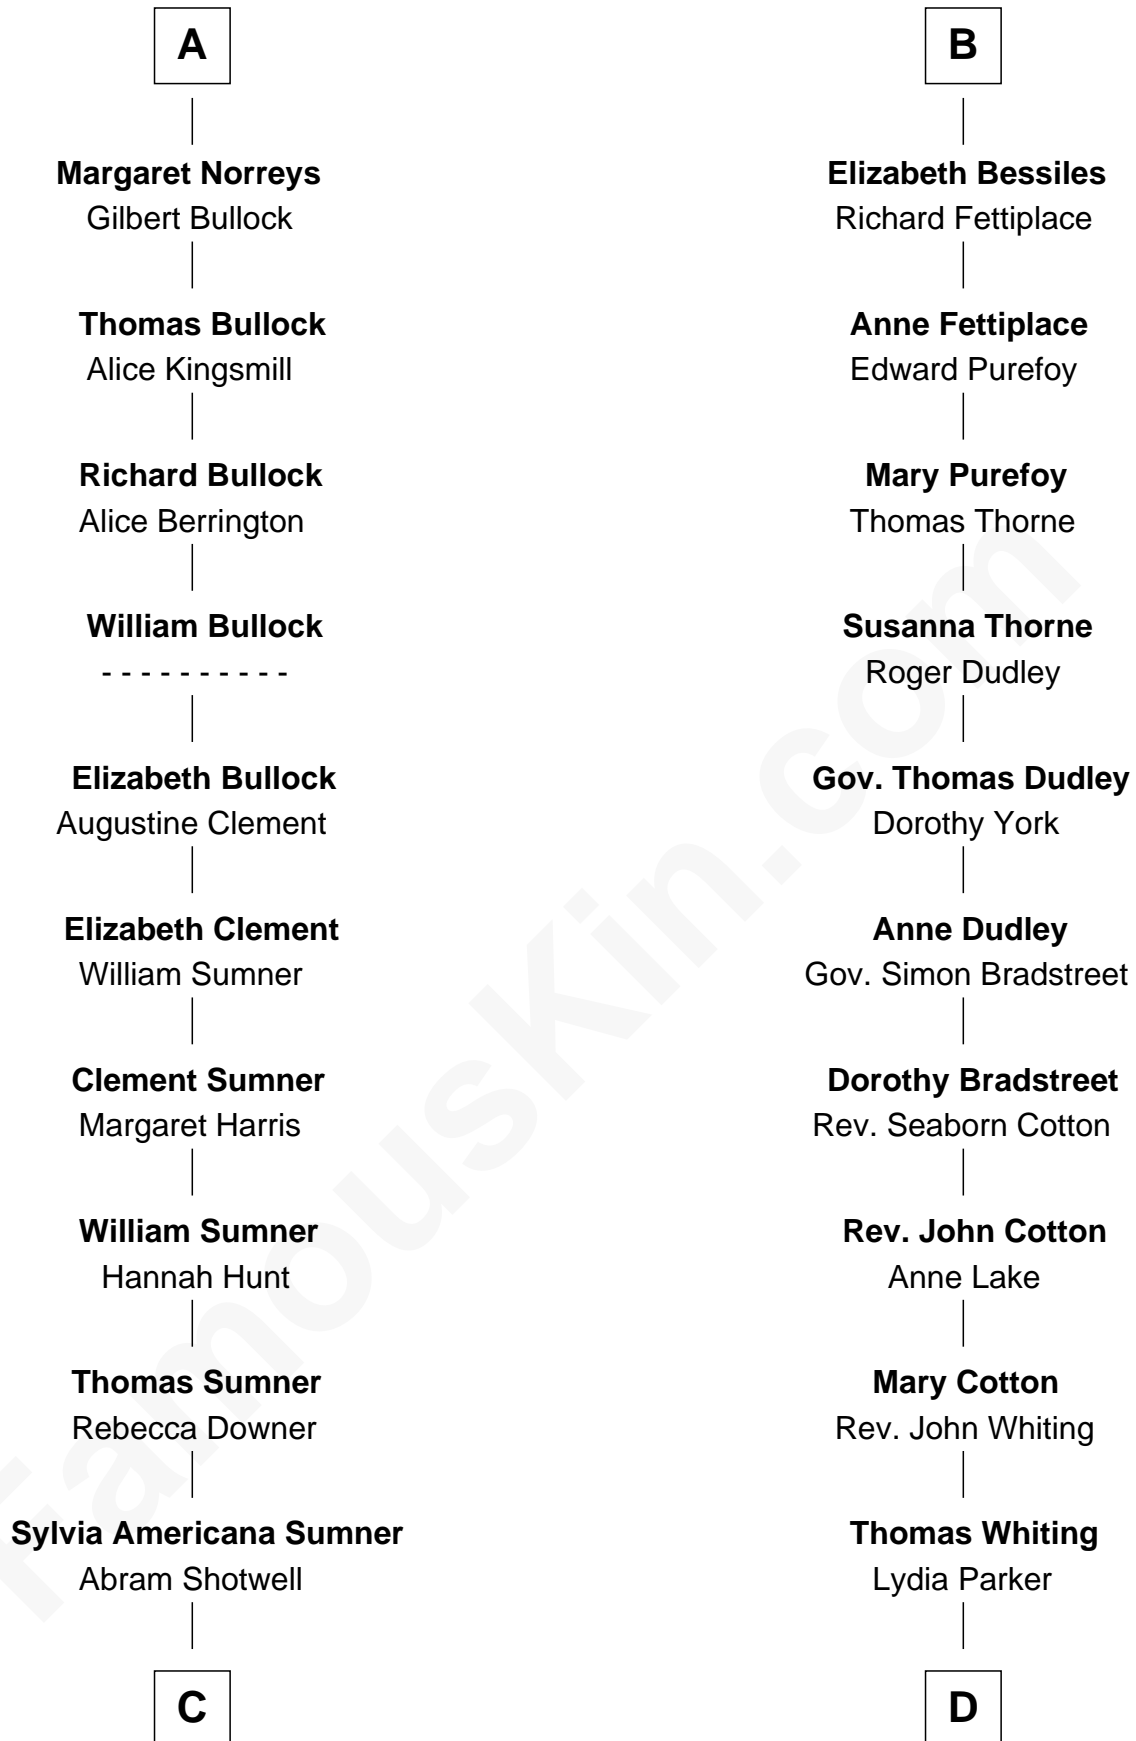 A
Margaret Norreys
Gilbert Bullock
Thomas Bullock
Alice Kingsmill
Richard Bullock
Alice Berrington
William Bullock
- - - - - - - - - -
Elizabeth Bullock
Augustine Clement
Elizabeth Clement
William Sumner
Clement Sumner
Margaret Harris
William Sumner
Hannah Hunt
Thomas Sumner
Rebecca Downer
Sylvia Americana Sumner
Abram Shotwell
C
B
Elizabeth Bessiles
Richard Fettiplace
Anne Fettiplace
Edward Purefoy
Mary Purefoy
Thomas Thorne
Susanna Thorne
Roger Dudley
Gov. Thomas Dudley
Dorothy York
Anne Dudley
Gov. Simon Bradstreet
Dorothy Bradstreet
Rev. Seaborn Cotton
Rev. John Cotton
Anne Lake
Mary Cotton
Rev. John Whiting
Thomas Whiting
Lydia Parker
D
FamousKin.com